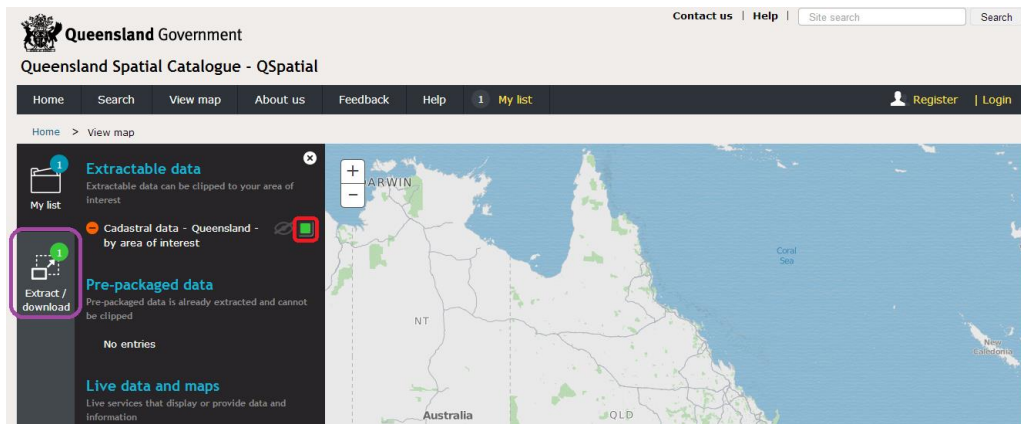 Contact us | Help | Site search Search
Queensland Government
Queensland Spatial Catalogue - QSpatial
Home Search View map About us Feedback Help 1 My list Register | Login
Home > View map
1
My list
Extractable data
Extractable data can be clipped to your area of
interest
Cadastral data - Queensland -
by area of interest
1
Extract /
download
Pre-packaged data
Pre-packaged data is already extracted and cannot
be clipped
No entries
Live data and maps
Live services that display or provide data and
information
+
−
DARWIN
Coral
Sea
NT
New
Caledonia
Australia
QLD